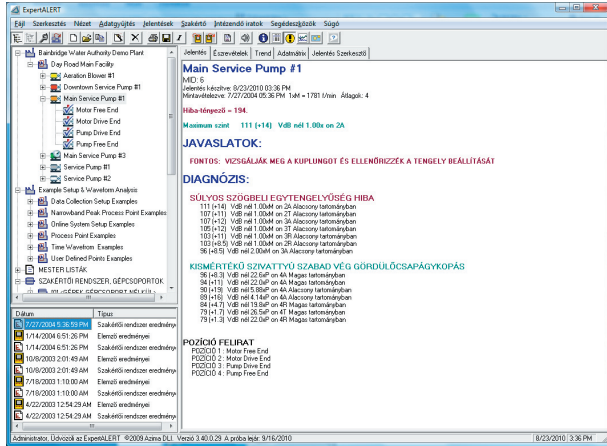 ExpertALERT
Fájl Szerkesztés Nézet Adatgyűjtés Jelentések Szakértő Intézendő iratok Segédeszközök Súgó
Bainbridge Water Authority Demo Plant
Day Road Main Facility
Aeration Blower #1
Downtown Service Pump #1
Main Service Pump #1
Motor Free End
Motor Drive End
Pump Drive End
Pump Free End
Main Service Pump #3
Service Pump #1
Service Pump #2
Example Setup & Waveform Analysis
Data Collection Setup Examples
Narrowband Peak Process Point Examples
Online System Setup Examples
Process Point Examples
Time Waveform Examples
User Defined Points Examples
MESTER LISTÁK
SZAKÉRTŐI RENDSZER, GÉPCSOPORTOK
Dátum Típus
7/27/2004 5:36:59 PM Szakértői rendszer eredménye
1/14/2004 6:51:26 PM Elemző eredményei
1/14/2004 6:51:26 PM Szakértői rendszer eredménye
10/8/2003 2:01:49 AM Elemző eredményei
10/8/2003 2:01:49 AM Szakértői rendszer eredménye
7/18/2003 1:10:00 AM Elemző eredményei
7/18/2003 1:10:00 AM Szakértői rendszer eredménye
4/22/2003 12:54:29 AM Elemző eredményei
4/22/2003 12:54:29 AM Szakértői rendszer eredménye
Jelentés Észrevételek Trend Adatmátrix Jelentés Szerkesztő
Main Service Pump #1
MID: 6
Jelentés készítve: 8/23/2010 03:36 PM
Mintavételezve: 7/27/2004 05:36 PM 1xM = 1781 f/min Átlagok: 4
Hiba-tényező = 194.
Maximum szint 111 (+14) VdB nél 1.00x on 2A
JAVASLATOK:
FONTOS: VIZSGÁLJÁK MEG A KUPLUNGOT ÉS ELLENŐRIZZÉK A TENGELY BEÁLLÍTÁSÁT
DIAGNÓZIS:
SÚLYOS SZÖGBELI EGYTENGELYŰSÉG HIBA
111 (+14) VdB nél 1.00xM on 2A Alacsony tartományban
107 (+11) VdB nél 1.00xM on 2T Alacsony tartományban
107 (+12) VdB nél 1.00xM on 3A Alacsony tartományban
105 (+12) VdB nél 1.00xM on 3T Alacsony tartományban
103 (+11) VdB nél 1.00xM on 3R Alacsony tartományban
103 (+8.5) VdB nél 1.00xM on 2R Alacsony tartományban
96 (+8.5) VdB nél 2.00xM on 3A Alacsony tartományban
KISMÉRTÉKŰ SZIVATTYÚ SZABAD VÉG GÖRDÜLŐCSAPÁGYKOPÁS
96 (+8.3) VdB nél 22.6xP on 4A Magas tartományban
94 (+11) VdB nél 22.0xP on 4A Magas tartományban
90 (+19) VdB nél 5.88xP on 4A Alacsony tartományban
89 (+16) VdB nél 4.14xP on 4A Alacsony tartományban
84 (+4.7) VdB nél 19.8xP on 4R Magas tartományban
79 (+1.7) VdB nél 26.5xP on 4T Magas tartományban
79 (+1.3) VdB nél 22.0xP on 4R Magas tartományban
POZÍCIÓ FELIRAT
POZÍCIÓ 1 : Motor Free End
POZÍCIÓ 2 : Motor Drive End
POZÍCIÓ 3 : Pump Drive End
POZÍCIÓ 4 : Pump Free End
Administrator, Üdvözöli az ExpertALERT ©2009 Azima DLI. Verzió 3.40.0.29 A próba lejár: 9/16/2010 8/23/2010 3:36 PM